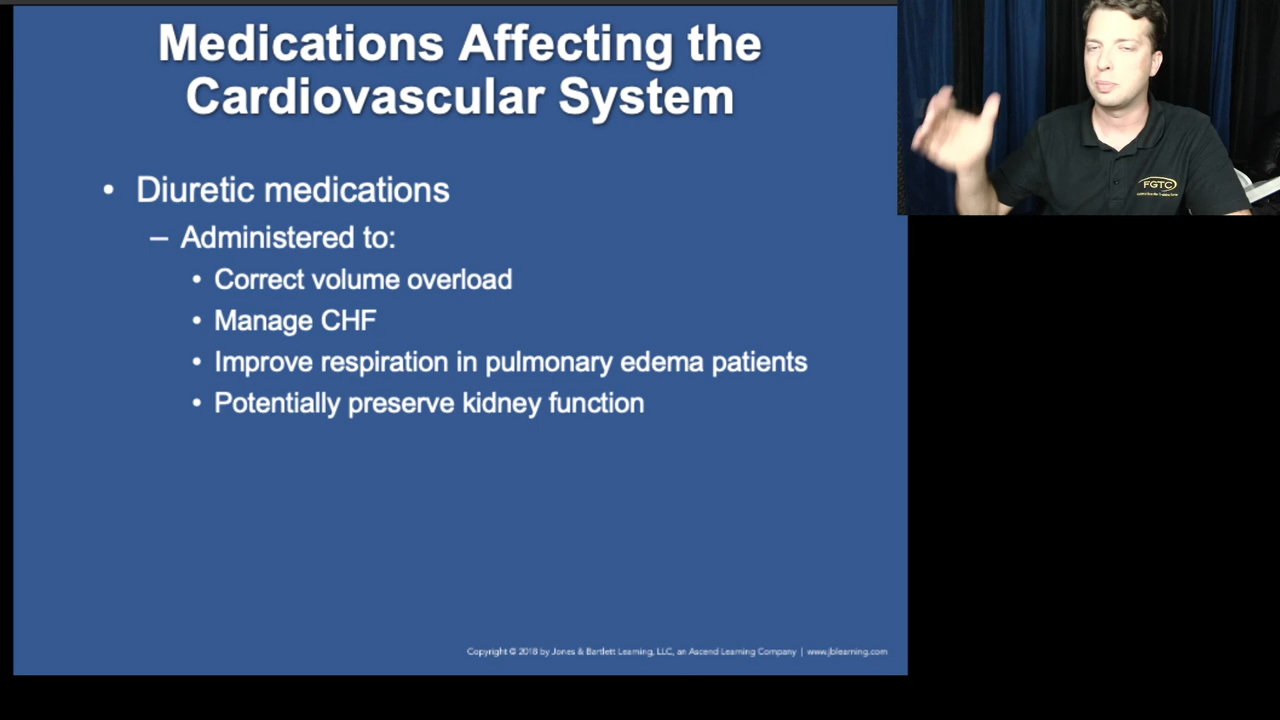 Medications Affecting the
Cardiovascular System
• Diuretic medications
– Administered to:
• Correct volume overload
• Manage CHF
• Improve respiration in pulmonary edema patients
• Potentially preserve kidney function
Copyright © 2018 by Jones & Bartlett Learning, LLC, an Ascend Learning Company | www.jblearning.com
FGTC